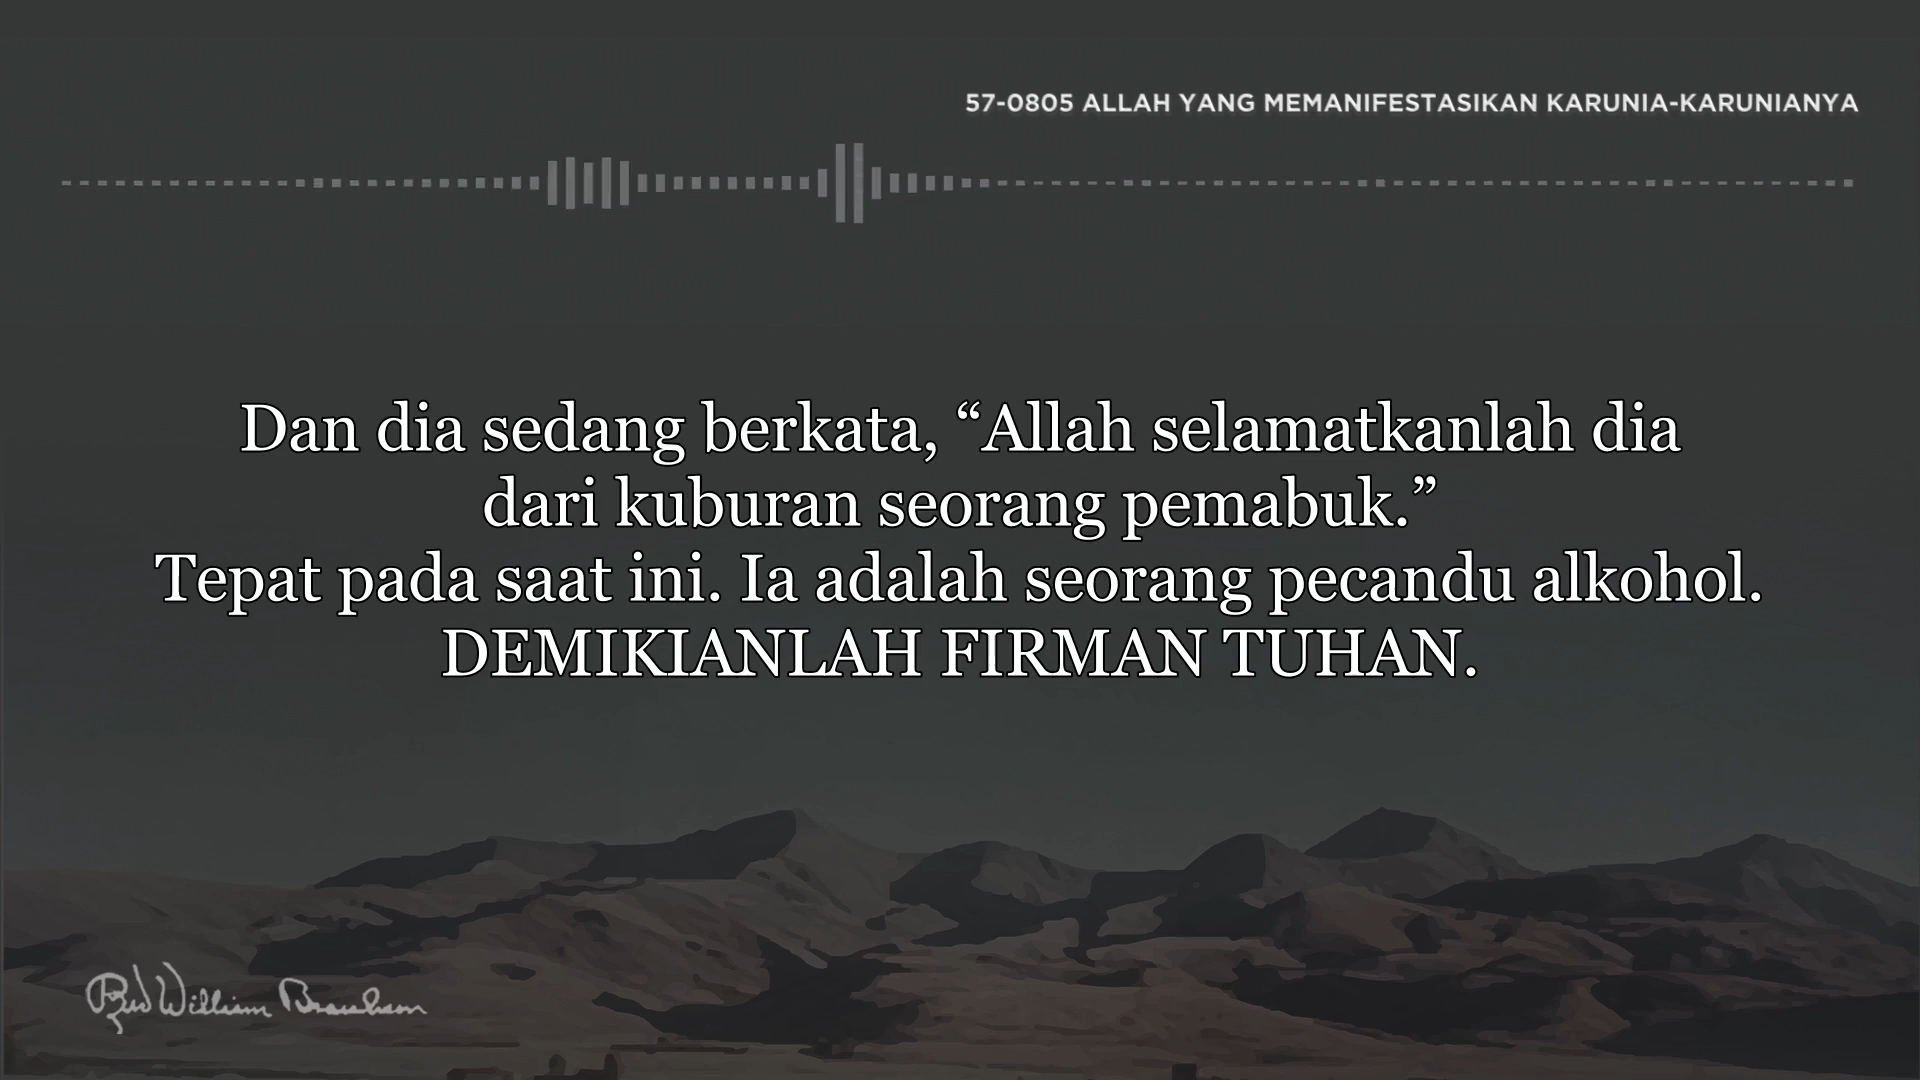 57-0805 ALLAH YANG MEMANIFESTASIKAN KARUNIA-KARUNIANYA
Dan dia sedang berkata, “Allah selamatkanlah dia
dari kuburan seorang pemabuk.”
Tepat pada saat ini. Ia adalah seorang pecandu alkohol.
DEMIKIANLAH FIRMAN TUHAN.
William Branham